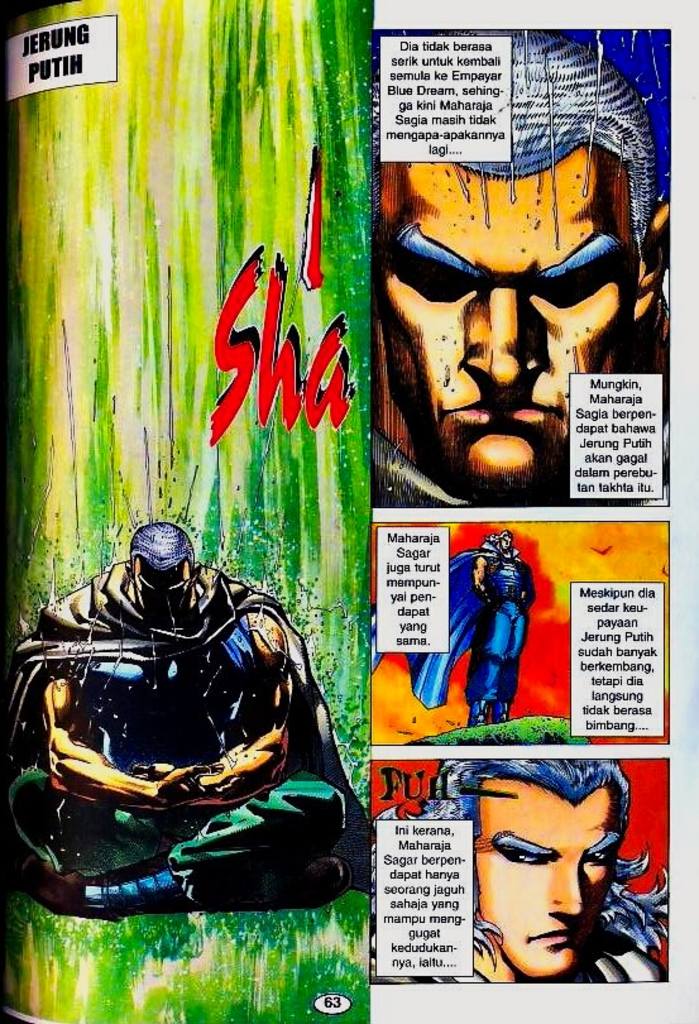 JERUNG
PUTIH
Sha
Dia tidak berasa
serik untuk kembali
semula ke Empayar
Blue Dream, sehing-
ga kini Maharaja
Sagia masih tidak
mengapa-apakannya
lagi....
Mungkin,
Maharaja
Sagia berpen-
dapat bahawa
Jerung Putih
akan gagal
dalam perebu-
tan takhta itu.
Maharaja
Sagar
juga turut
mempun-
yai pen-
dapat
yang
sama.
Meskipun dia
sedar keu-
payaan
Jerung Putih
sudah banyak
berkembang,
tetapi dia
langsung
tidak berasa
bimbang....
FUH
Ini kerana,
Maharaja
Sagar berpen-
dapat hanya
seorang jaguh
sahaja yang
mampu meng-
gugat
kedudukan-
nya, iaitu....
63